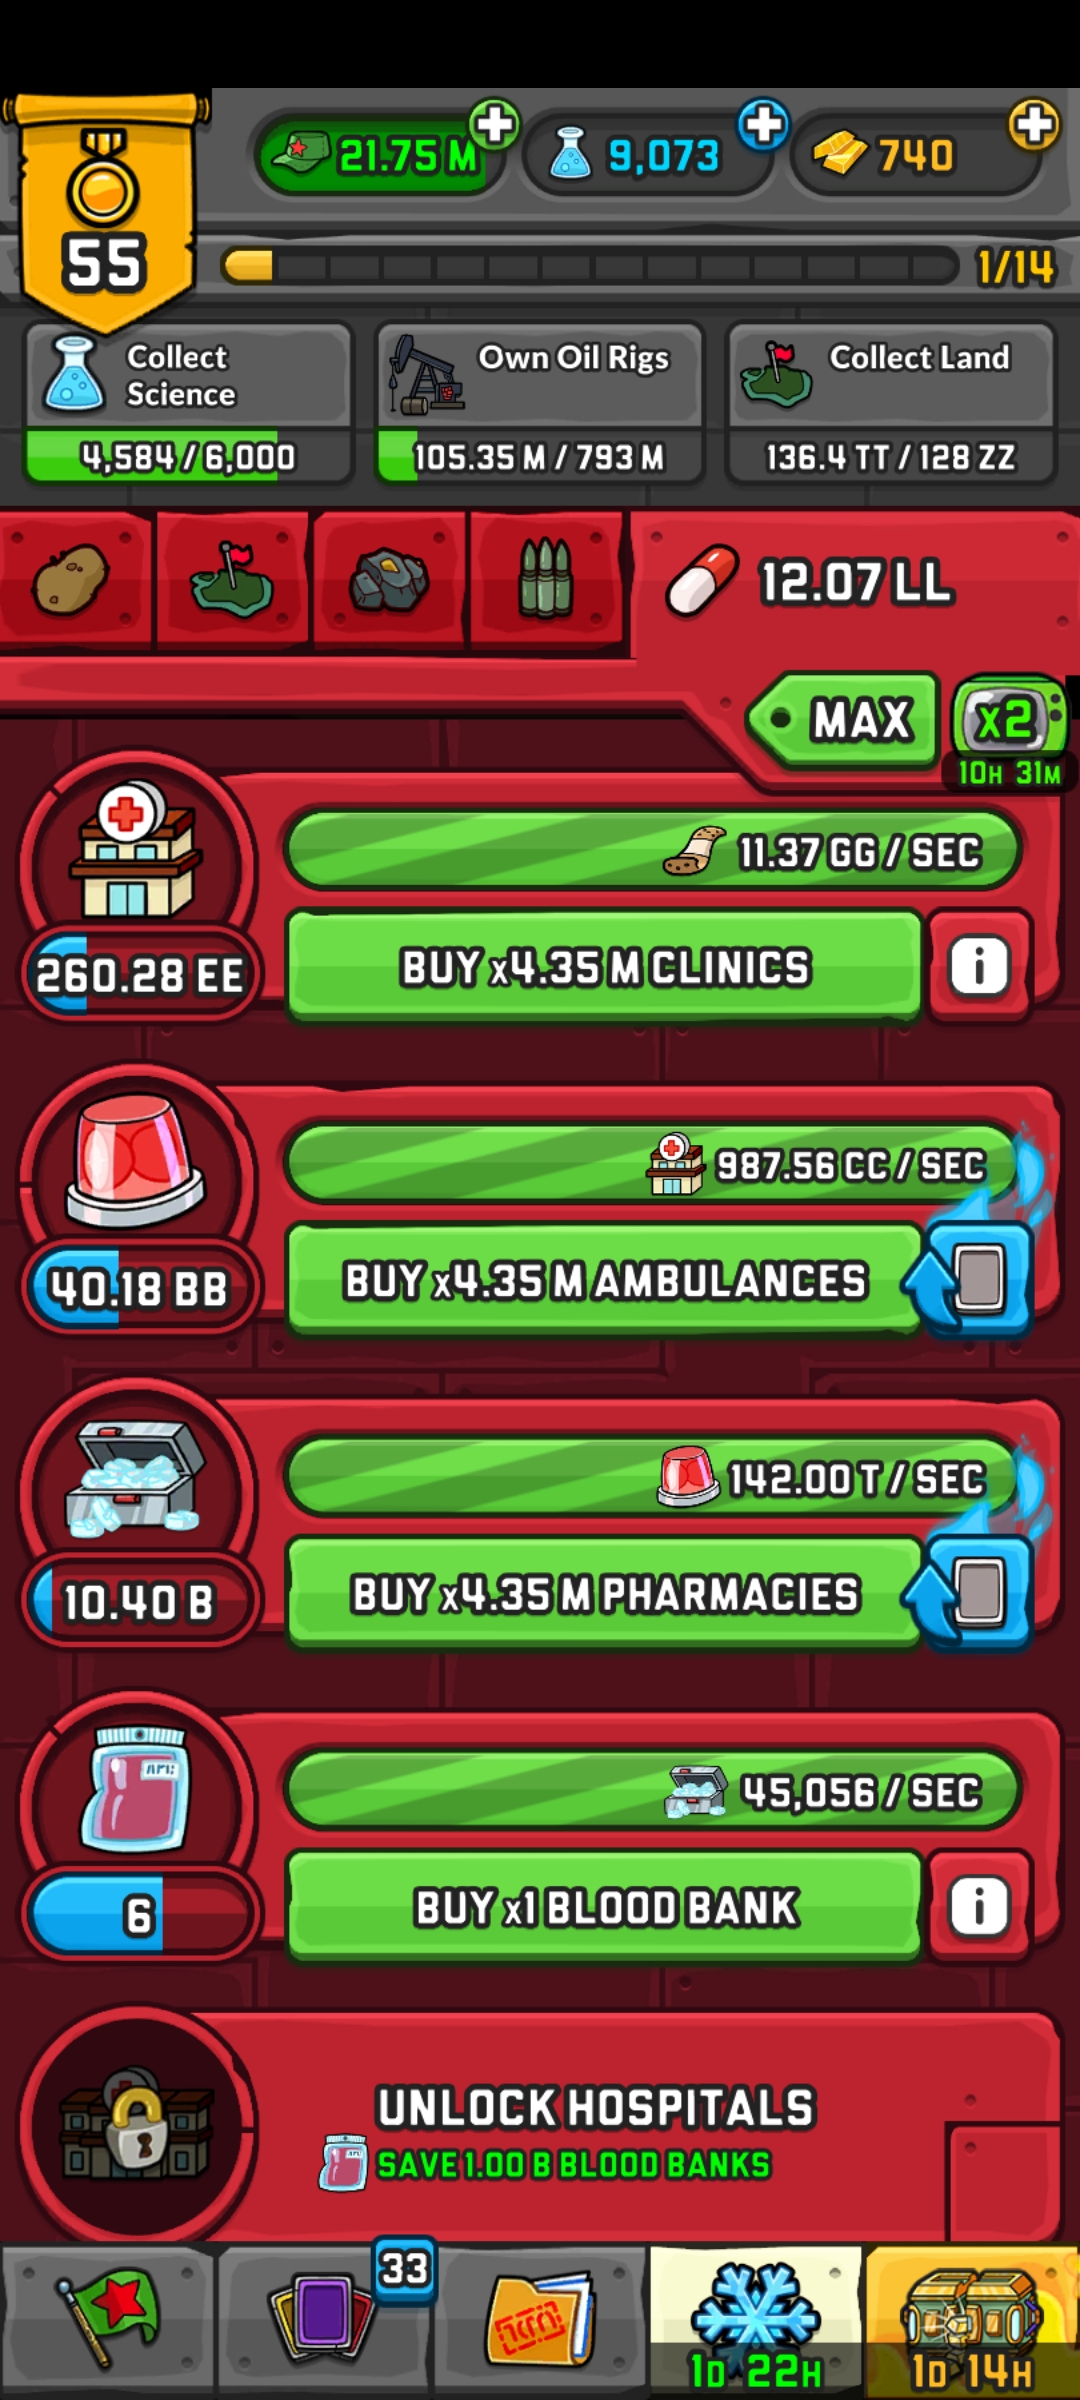 55
21.75 M
9,073
740
1/14
Collect
Science
4,584 / 6,000
Own Oil Rigs
105.35 M / 793 M
Collect Land
136.4 TT / 128 ZZ
12.07 LL
MAX
x2
10H 31M
11.37 GG / SEC
260.28 EE
BUY x4.35 M CLINICS
i
987.56 CC / SEC
40.18 BB
BUY x4.35 M AMBULANCES
142.00 T / SEC
10.40 B
BUY x4.35 M PHARMACIES
45,056 / SEC
6
BUY x1 BLOOD BANK
i
UNLOCK HOSPITALS
SAVE 1.00 B BLOOD BANKS
33
1D 22H
1D 14H